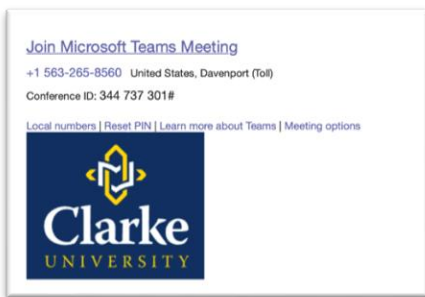 Join Microsoft Teams Meeting
+1 563-265-8560 United States, Davenport (Toll)
Conference ID: 344 737 301#
Local numbers | Reset PIN | Learn more about Teams | Meeting options
Clarke
UNIVERSITY